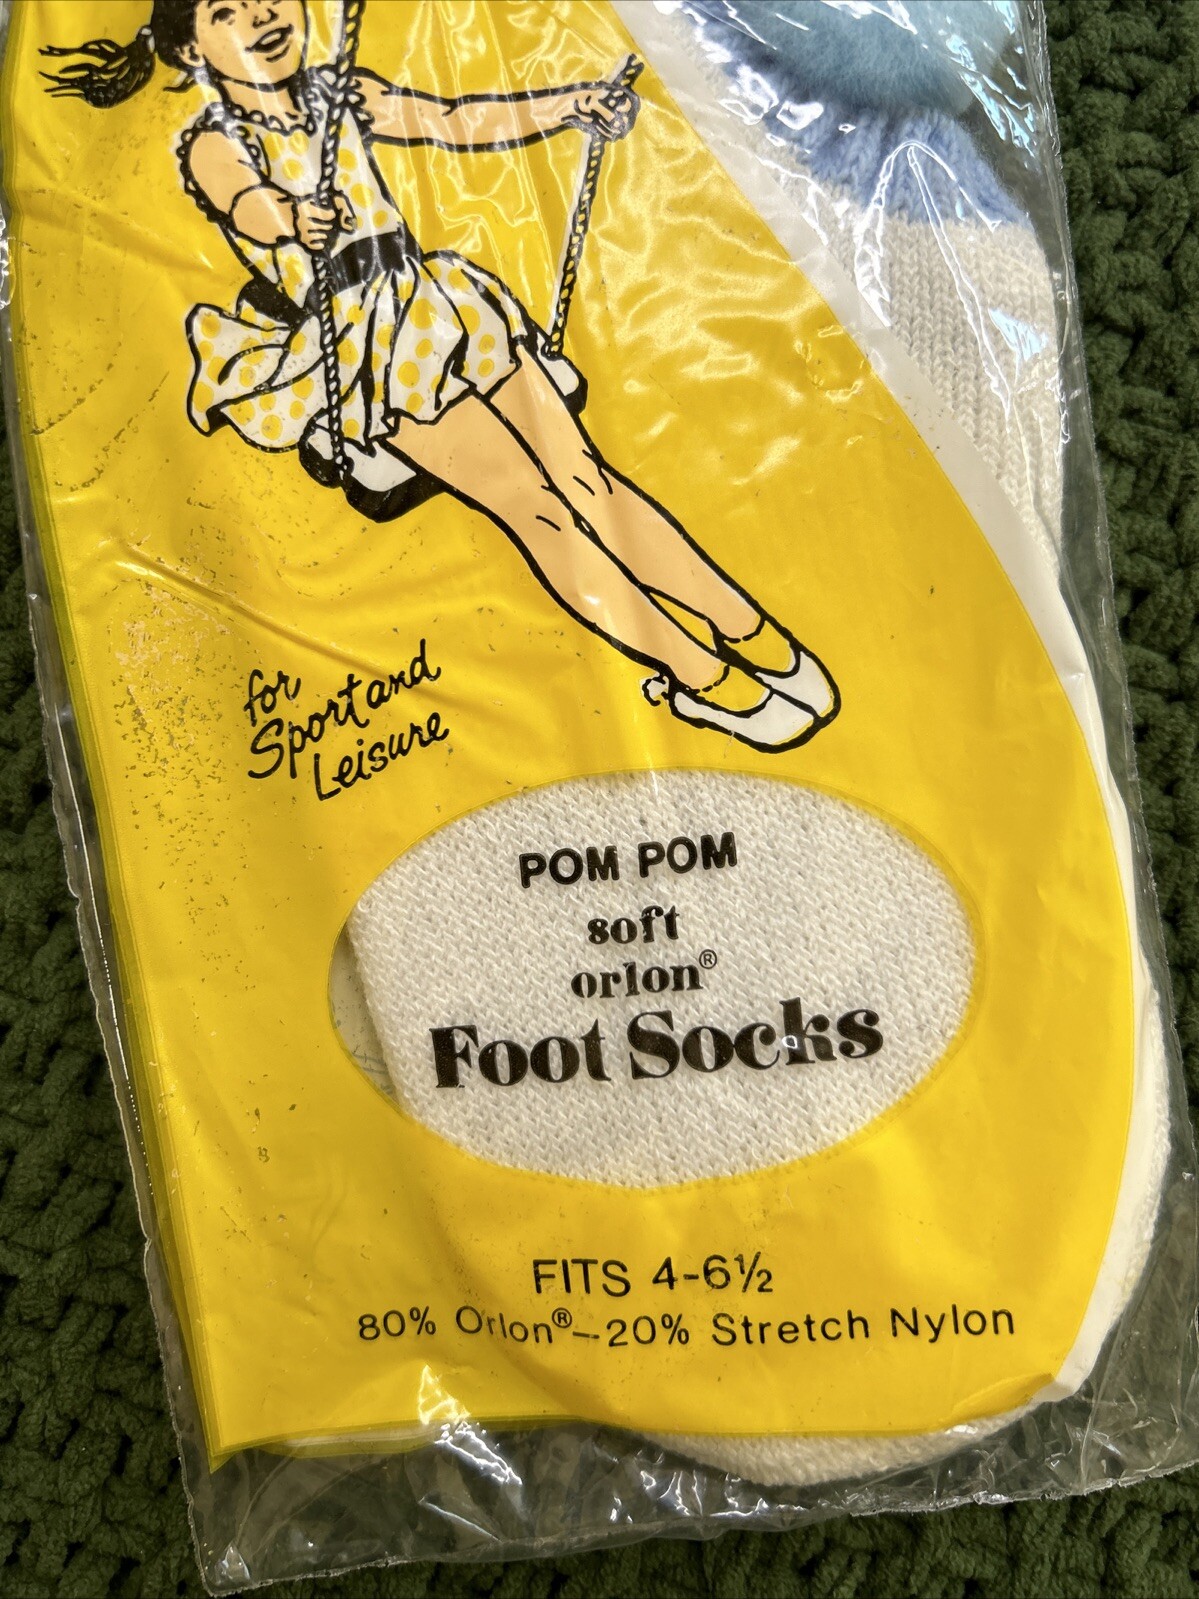 for
Sport and
Leisure
POM POM
soft
orlon®
Foot Socks
FITS 4-6½
80% Orlon®–20% Stretch Nylon